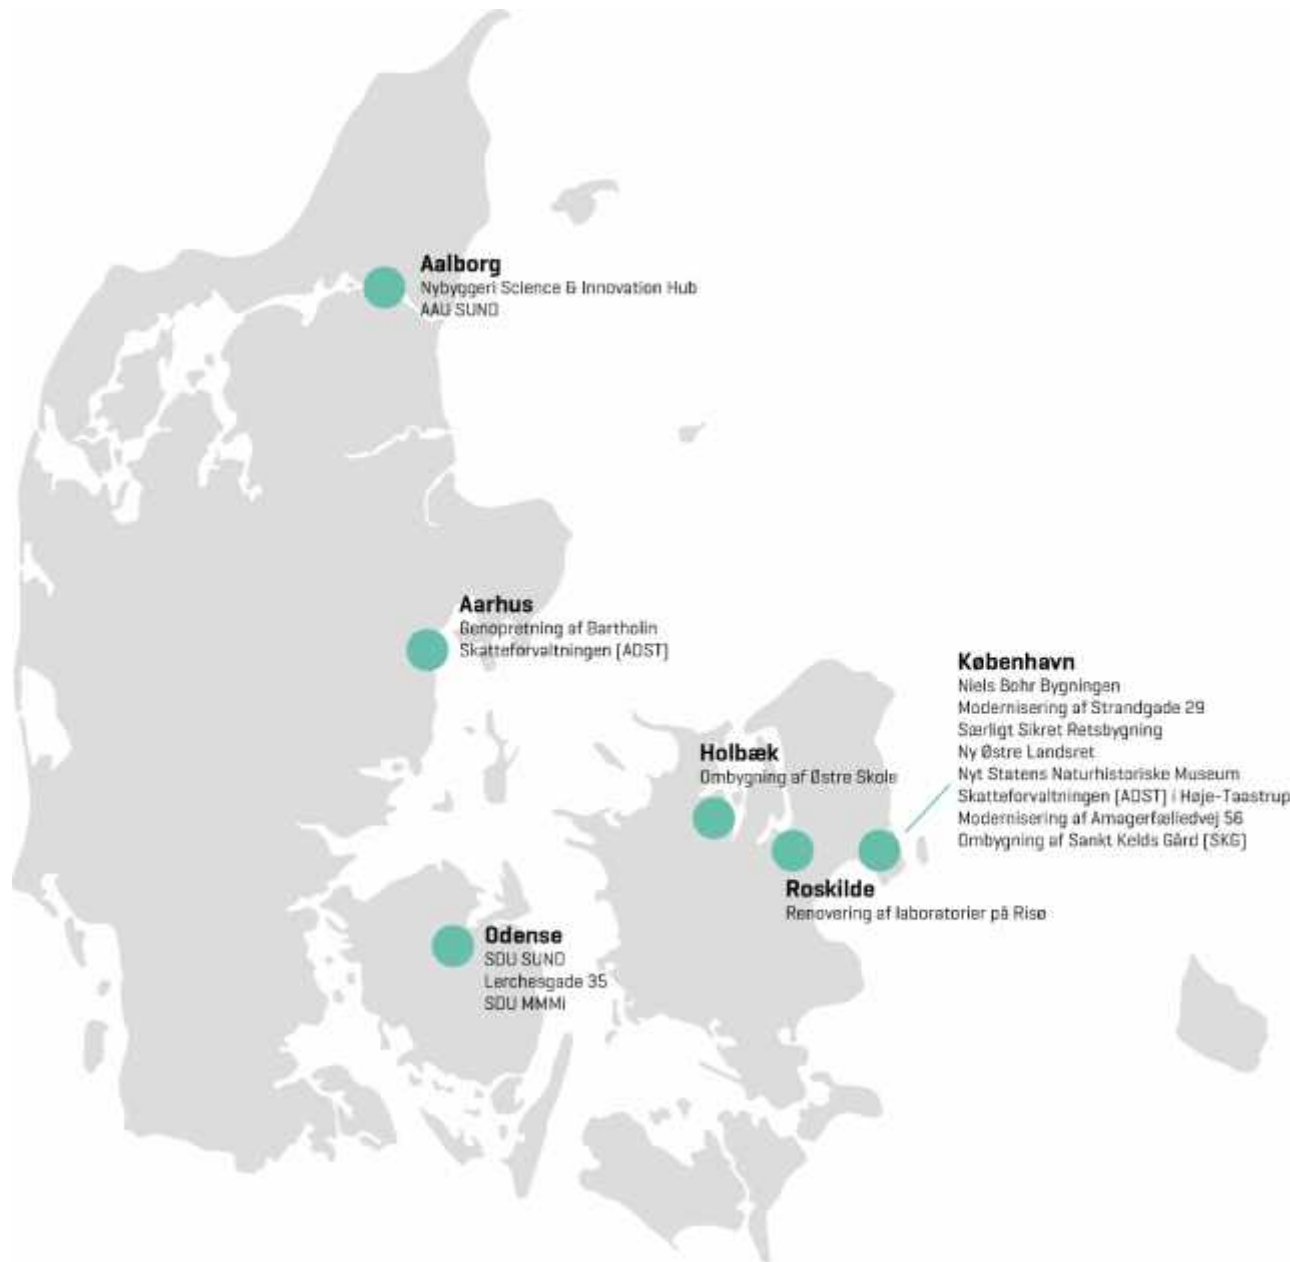 Aalborg
Nybyggeri Science & Innovation Hub
AAU SUND
Aarhus
Genopretning af Bartholin
Skatteforvaltningen [ADST]
København
Niels Bohr Bygningen
Modernisering af Strandgade 29
Særligt Sikret Retsbygning
Ny Østre Landsret
Nyt Statens Naturhistoriske Museum
Skatteforvaltningen [ADST] i Høje-Taastrup
Modernisering af Amagerfælledvej 56
Ombygning af Sankt Kelds Gård [SKG]
Holbæk
Ombygning af Østre Skole
Roskilde
Renovering af laboratorier på Risø
Odense
SDU SUND
Lerchesgade 35
SDU MMMI